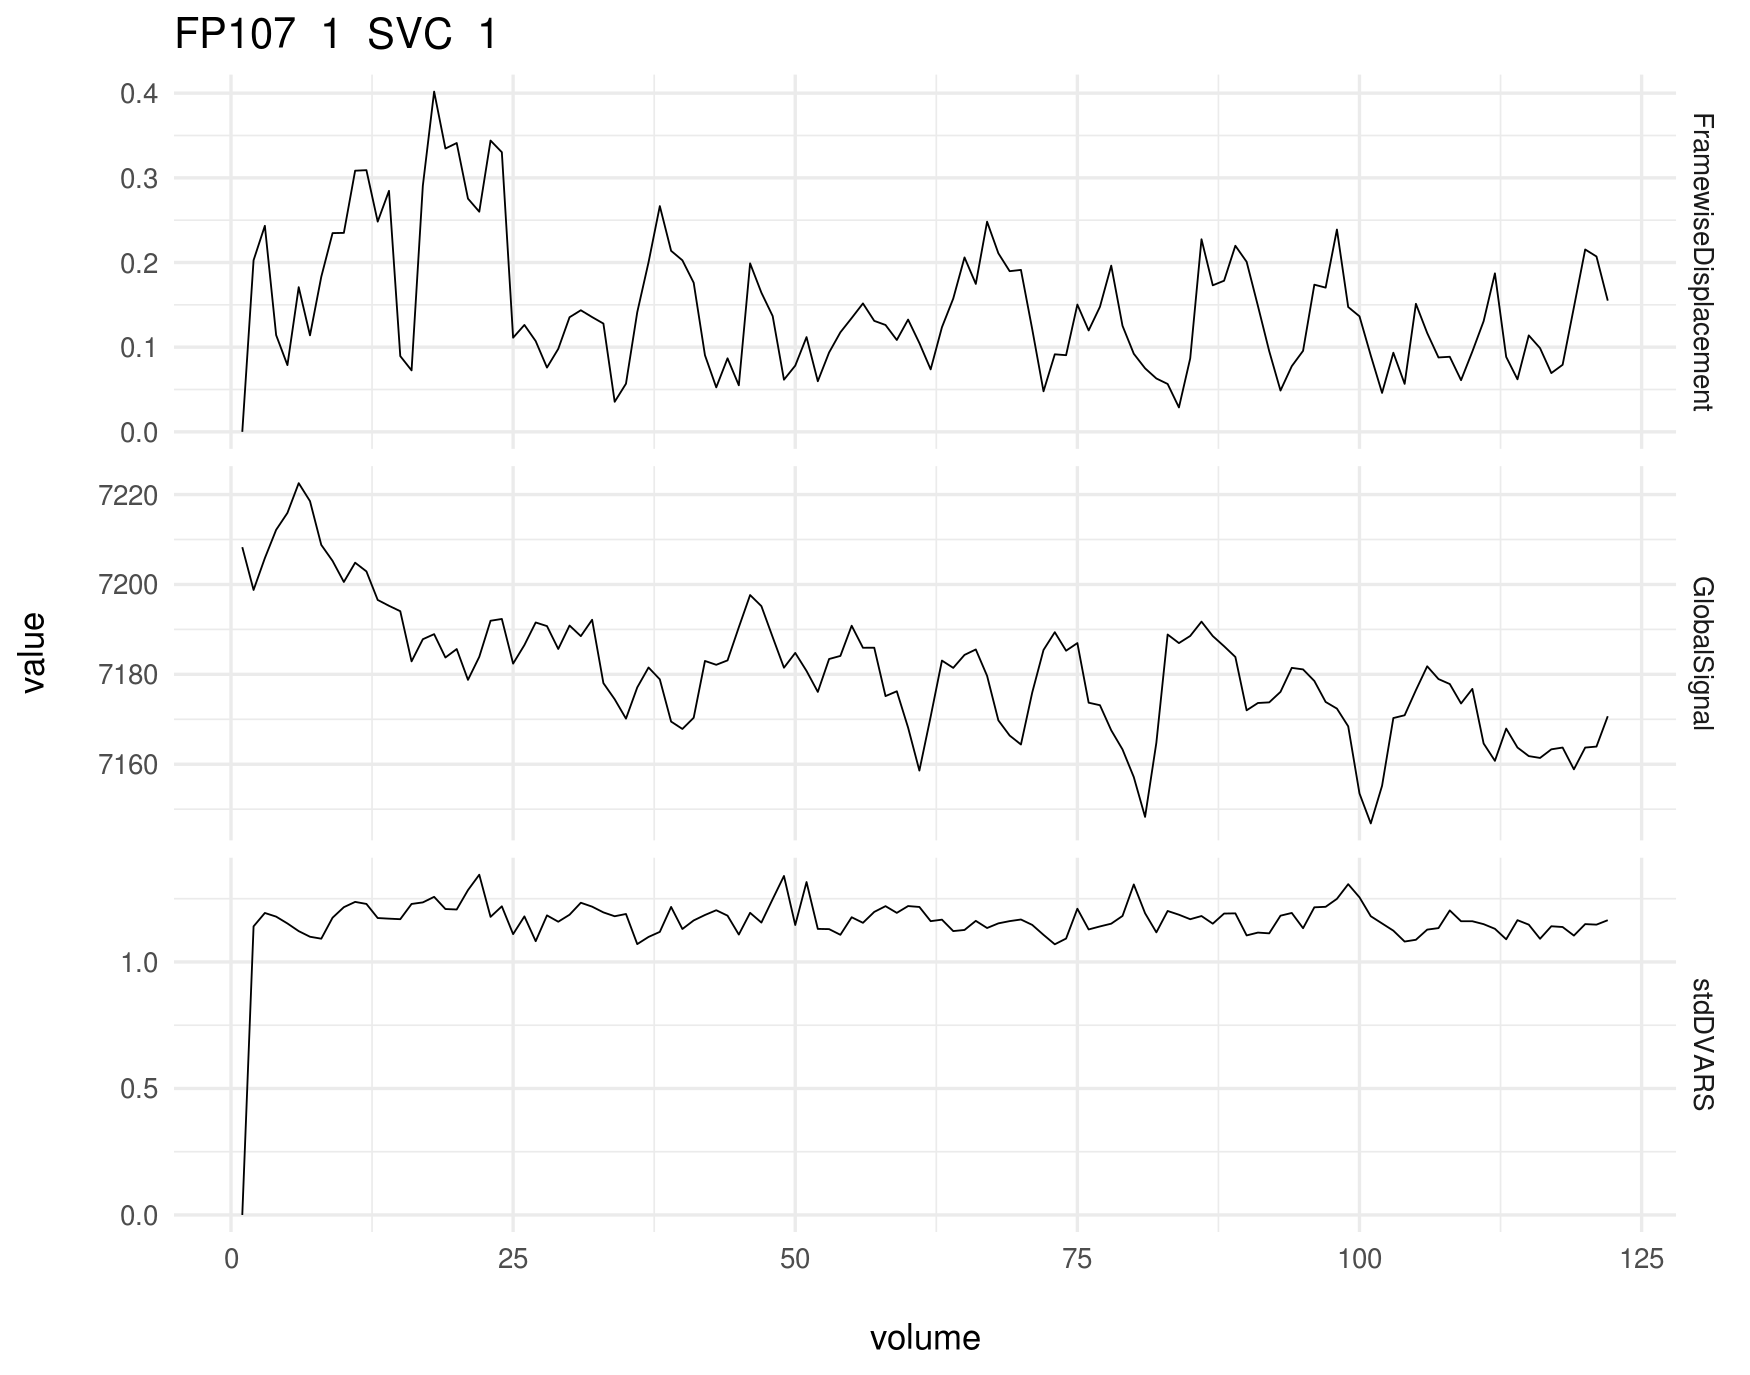 FP107 1 SVC 1
0.4
0.3
0.2
0.1
0.0
FramewiseDisplacement
7220
7200
7180
7160
GlobalSignal
value
1.0
0.5
0.0
stdDVARS
0 25 50 75 100 125
volume